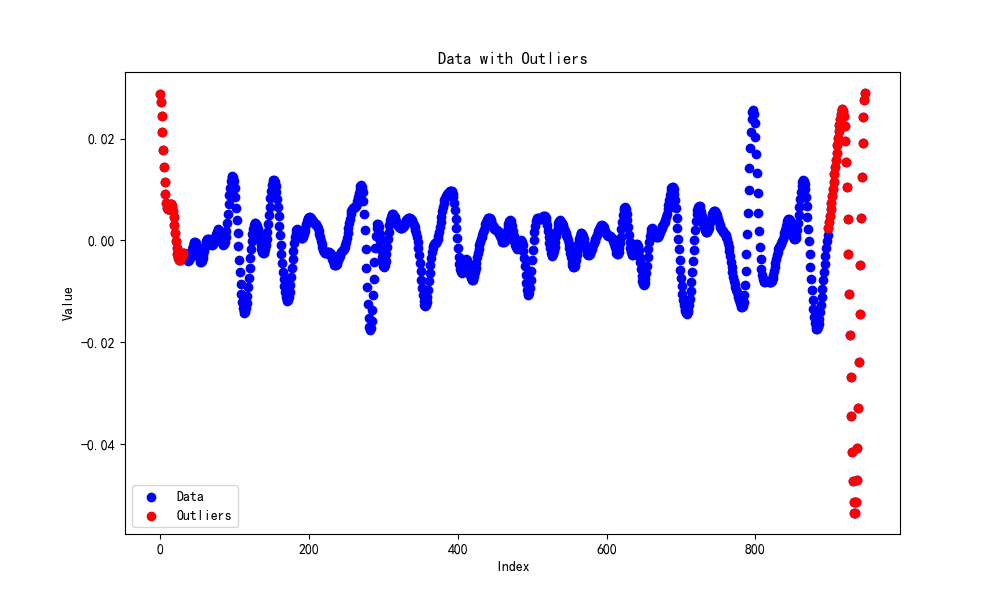 Data with Outliers
0.02
0.00
−0.02
−0.04
Value
Data
Outliers
0 200 400 600 800
Index